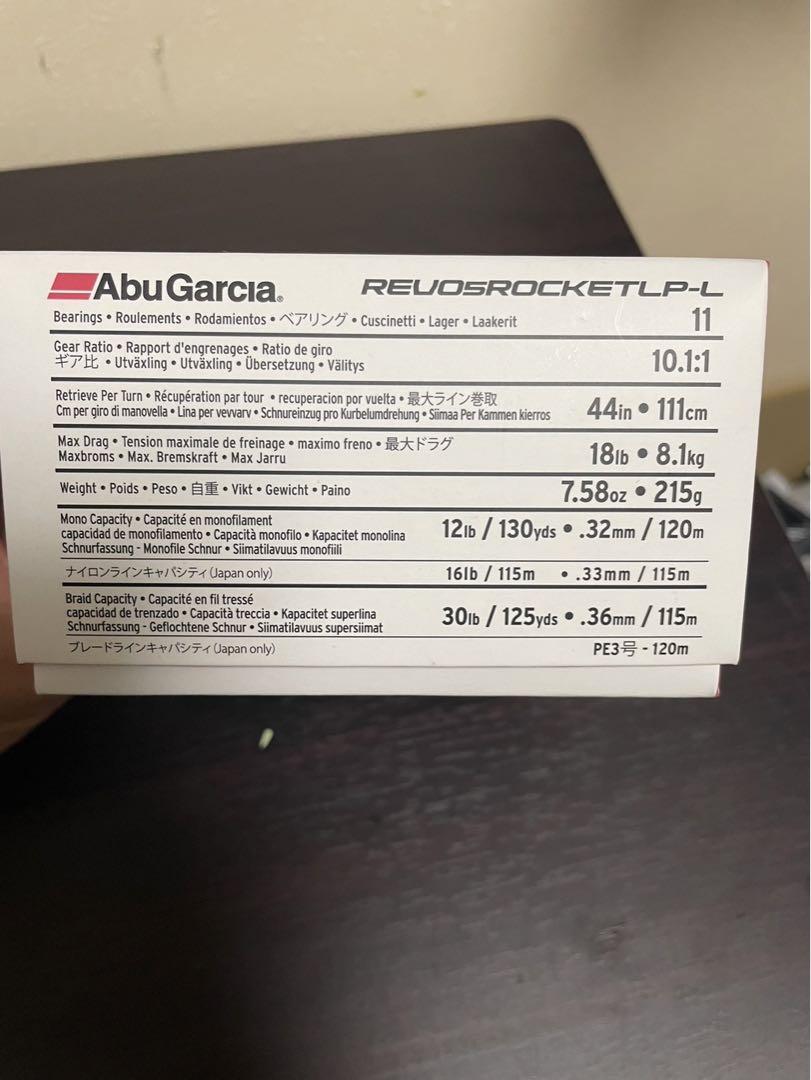 AbuGarcia® REVO5ROCKETLP-L
Bearings • Roulements • Rodamientos • ベアリング • Cuscinetti • Lager • Laakerit 11
Gear Ratio • Rapport d'engrenages • Ratio de giro
ギア比 • Utväxling • Utväxling • Übersetzung • Välitys 10.1:1
Retrieve Per Turn • Récupération par tour • recuperacion por vuelta • 最大ライン巻取
Cm per giro di manovella • Lina per vevvarv • Schnureinzug pro Kurbelumdrehung • Siimaa Per Kammen kierros 44in • 111cm
Max Drag • Tension maximale de freinage • maximo freno • 最大ドラグ
Maxbroms • Max. Bremskraft • Max Jarru 18lb • 8.1kg
Weight • Poids • Peso • 自重 • Vikt • Gewicht • Paino 7.58oz • 215g
Mono Capacity • Capacité en monofilament
capacidad de monofilamento • Capacità monofilo • Kapacitet monolina 12lb / 130yds • .32mm / 120m
Schnurfassung - Monofile Schnur • Siimatilavuus monofiili
ナイロンラインキャパシティ(Japan only) 16lb / 115m • .33mm / 115m
Braid Capacity • Capacité en fil tressé
capacidad de trenzado • Capacità treccia • Kapacitet superlina 30lb / 125yds • .36mm / 115m
Schnurfassung - Geflochtene Schnur • Siimatilavuus supersiimat
ブレードラインキャパシティ(Japan only) PE3号 - 120m